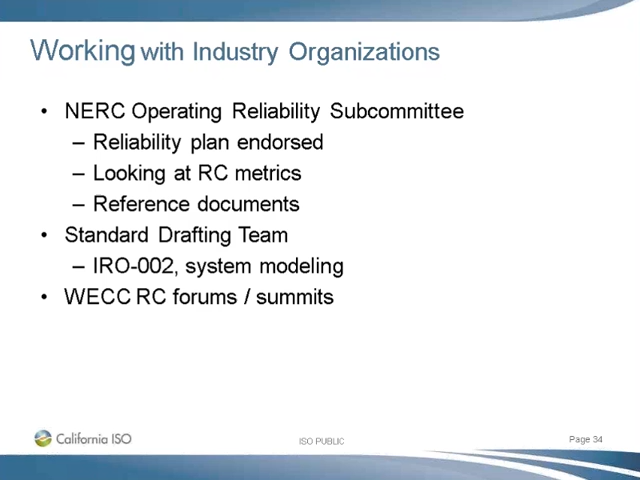 Working with Industry Organizations
• NERC Operating Reliability Subcommittee
– Reliability plan endorsed
– Looking at RC metrics
– Reference documents
• Standard Drafting Team
– IRO-002, system modeling
• WECC RC forums / summits
California ISO
ISO PUBLIC
Page 34